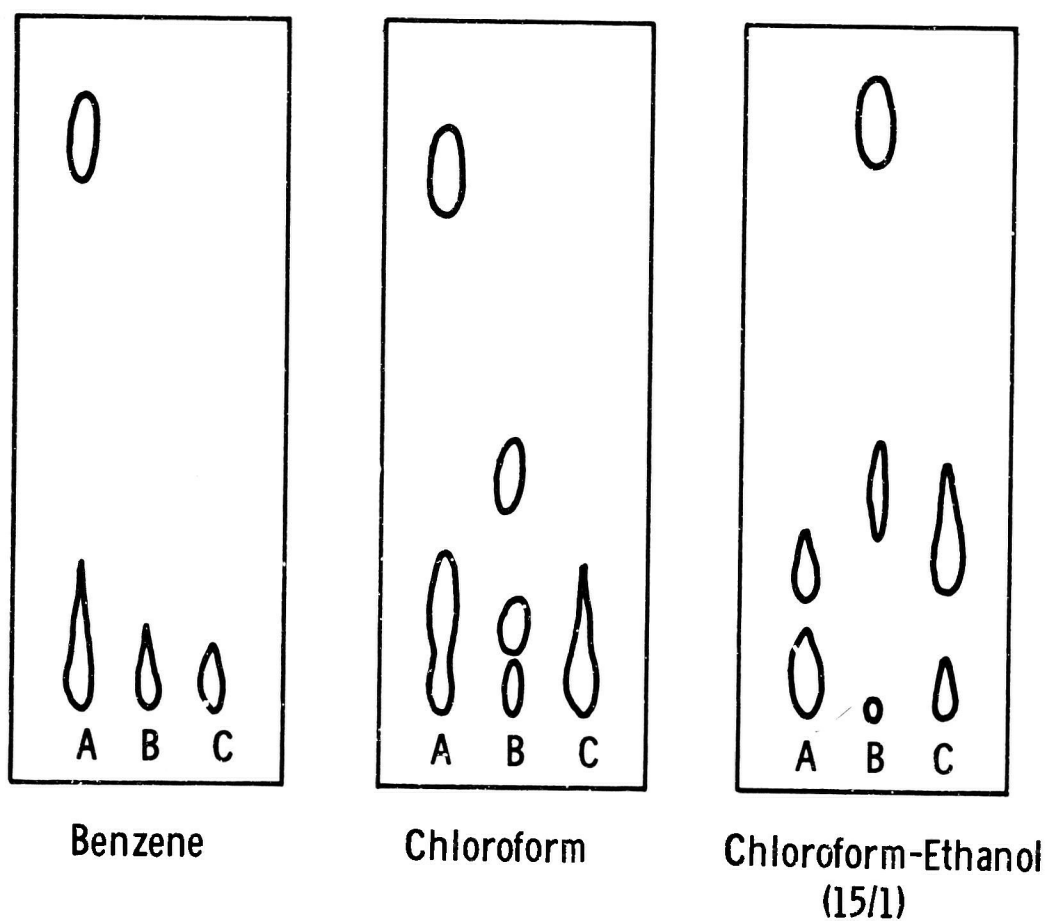 A B C
A B C
A B C
Benzene
Chloroform
Chloroform-Ethanol
(15/1)